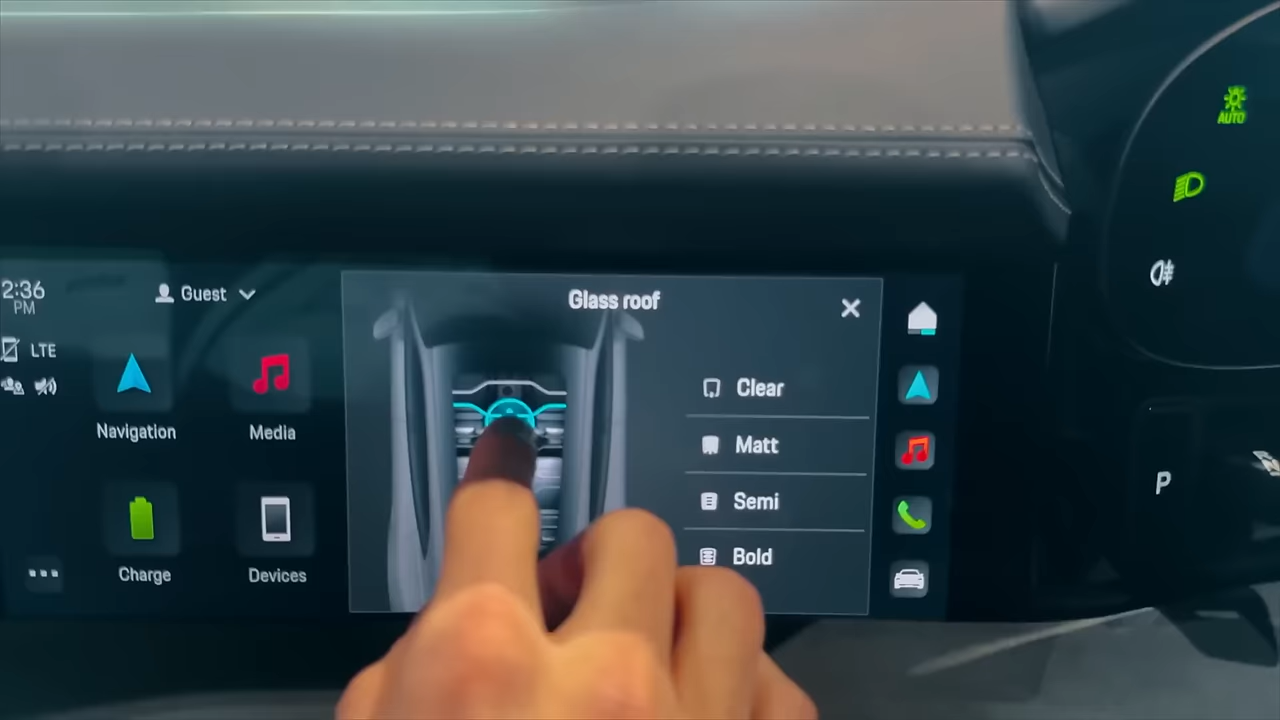 2:36
PM
Guest
LTE
Navigation
Media
Charge
Devices
Glass roof
Clear
Matt
Semi
Bold
AUTO
P